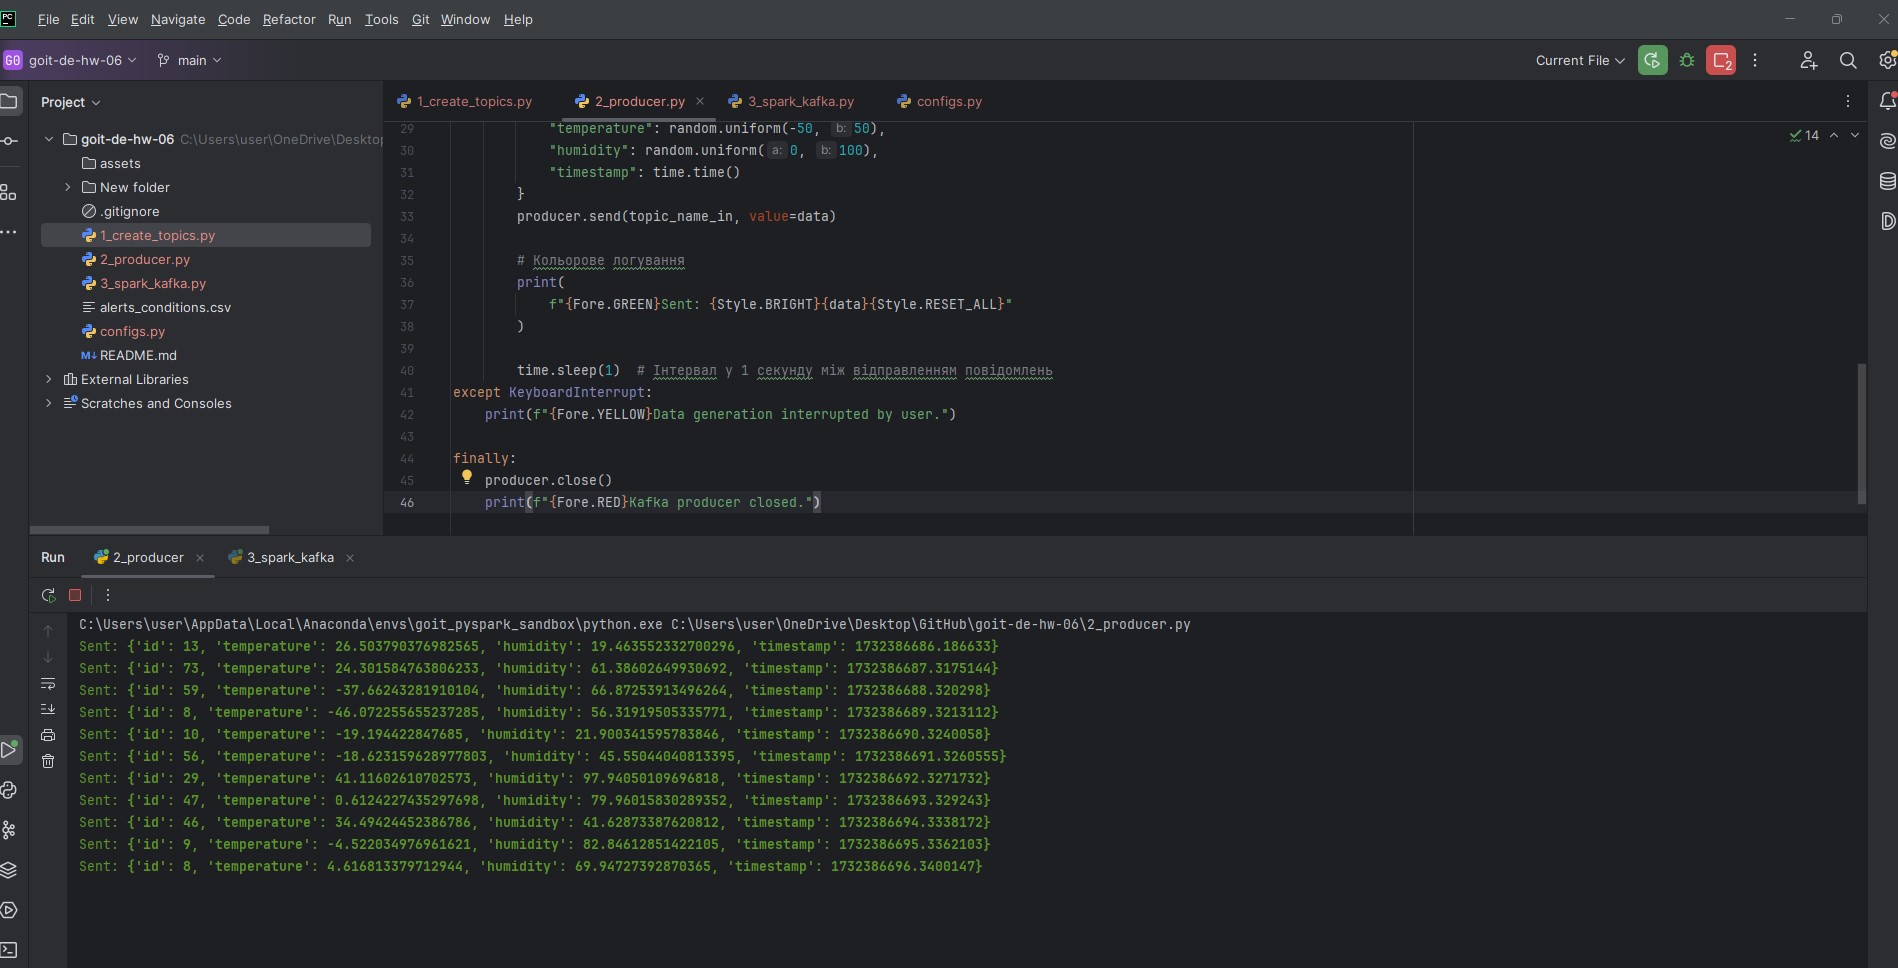 PC
File Edit View Navigate Code Refactor Run Tools Git Window Help
GO goit-de-hw-06 main Current File 2
Project
goit-de-hw-06 C:\Users\user\OneDrive\Desktop
assets
New folder
.gitignore
1_create_topics.py
2_producer.py
3_spark_kafka.py
alerts_conditions.csv
configs.py
M↓ README.md
External Libraries
Scratches and Consoles
1_create_topics.py 2_producer.py 3_spark_kafka.py configs.py
14
29 "temperature": random.uniform(-50, b: 50),
30 "humidity": random.uniform( a: 0, b: 100),
31 "timestamp": time.time()
32 }
33 producer.send(topic_name_in, value=data)
34
35 # Кольорове логування
36 print(
37 f"{Fore.GREEN}Sent: {Style.BRIGHT}{data}{Style.RESET_ALL}"
38 )
39
40 time.sleep(1)  # Інтервал у 1 секунду між відправленням повідомлень
41 except KeyboardInterrupt:
42 print(f"{Fore.YELLOW}Data generation interrupted by user.")
43
44 finally:
45 producer.close()
46 print(f"{Fore.RED}Kafka producer closed.")
Run 2_producer 3_spark_kafka
C:\Users\user\AppData\Local\Anaconda\envs\goit_pyspark_sandbox\python.exe C:\Users\user\OneDrive\Desktop\GitHub\goit-de-hw-06\2_producer.py
Sent: {'id': 13, 'temperature': 26.503790376982565, 'humidity': 19.463552332700296, 'timestamp': 1732386686.186633}
Sent: {'id': 73, 'temperature': 24.301584763806233, 'humidity': 61.38602649930692, 'timestamp': 1732386687.3175144}
Sent: {'id': 59, 'temperature': -37.66243281910104, 'humidity': 66.87253913496264, 'timestamp': 1732386688.320298}
Sent: {'id': 8, 'temperature': -46.072255655237285, 'humidity': 56.31919505335771, 'timestamp': 1732386689.3213112}
Sent: {'id': 10, 'temperature': -19.194422847685, 'humidity': 21.900341595783846, 'timestamp': 1732386690.3240058}
Sent: {'id': 56, 'temperature': -18.623159628977803, 'humidity': 45.550440408133​95, 'timestamp': 1732386691.3260555}
Sent: {'id': 29, 'temperature': 41.11602610702573, 'humidity': 97.94050109696818, 'timestamp': 1732386692.3271732}
Sent: {'id': 47, 'temperature': 0.6124227435297698, 'humidity': 79.96015830289352, 'timestamp': 1732386693.329243}
Sent: {'id': 46, 'temperature': 34.49424452386786, 'humidity': 41.62873387620812, 'timestamp': 1732386694.3338172}
Sent: {'id': 9, 'temperature': -4.522034976961621, 'humidity': 82.84612851422105, 'timestamp': 1732386695.3362103}
Sent: {'id': 8, 'temperature': 4.616813379712944, 'humidity': 69.94727392870365, 'timestamp': 1732386696.3400147}